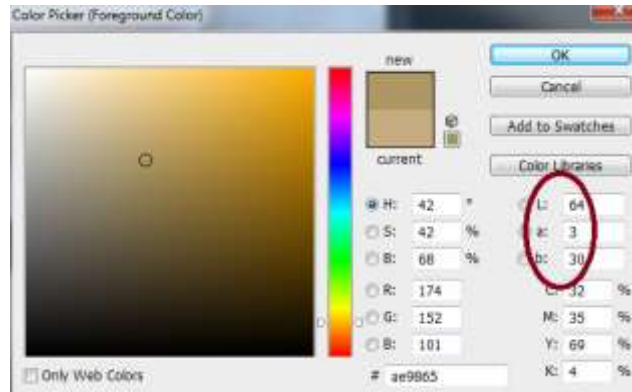 Color Picker (Foreground Color)
new
current
OK
Cancel
Add to Swatches
Color Libraries
H: 42 °
S: 42 %
B: 68 %
R: 174
G: 152
B: 101
# ae9865
L: 64
a: 3
b: 30
C: 32 %
M: 35 %
Y: 69 %
K: 4 %
Only Web Colors